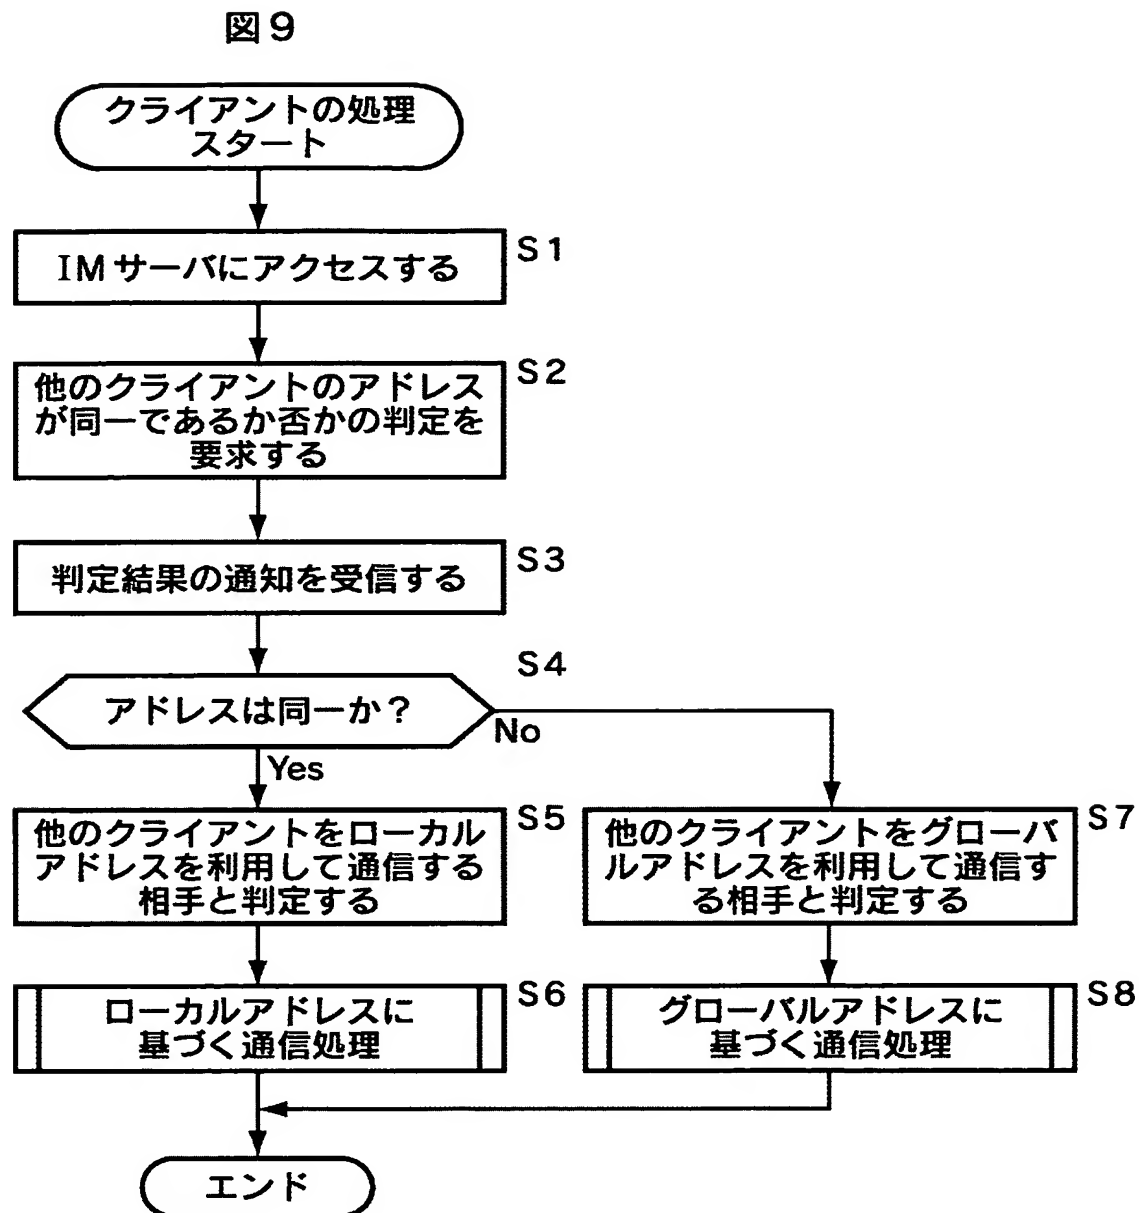 図9
クライアントの処理
スタート
IMサーバにアクセスする
S1
他のクライアントのアドレス
が同一であるか否かの判定を
要求する
S2
判定結果の通知を受信する
S3
アドレスは同一か？
S4
No
Yes
他のクライアントをローカル
アドレスを利用して通信する
相手と判定する
S5
他のクライアントをグローバ
ルアドレスを利用して通信す
る相手と判定する
S7
ローカルアドレスに
基づく通信処理
S6
グローバルアドレスに
基づく通信処理
S8
エンド